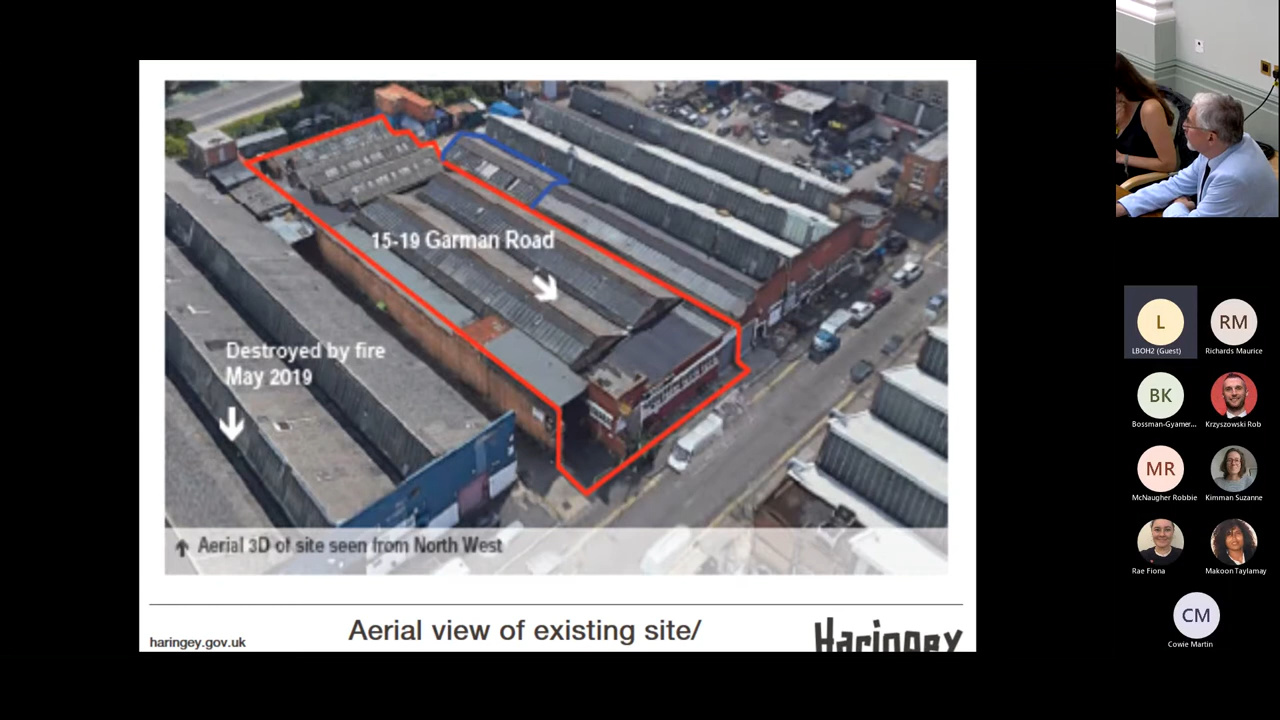 15-19 Garman Road
Destroyed by fire
May 2019
Aerial 3D of site seen from North West
haringey.gov.uk
Aerial view of existing site/
Haringey
L
LBOH2 (Guest)
RM
Richards Maurice
BK
Bossman-Gyamer...
Krzyszowski Rob
MR
McNaugher Robbie
Kimman Suzanne
Rae Fiona
Makoon Taylamay
CM
Cowie Martin